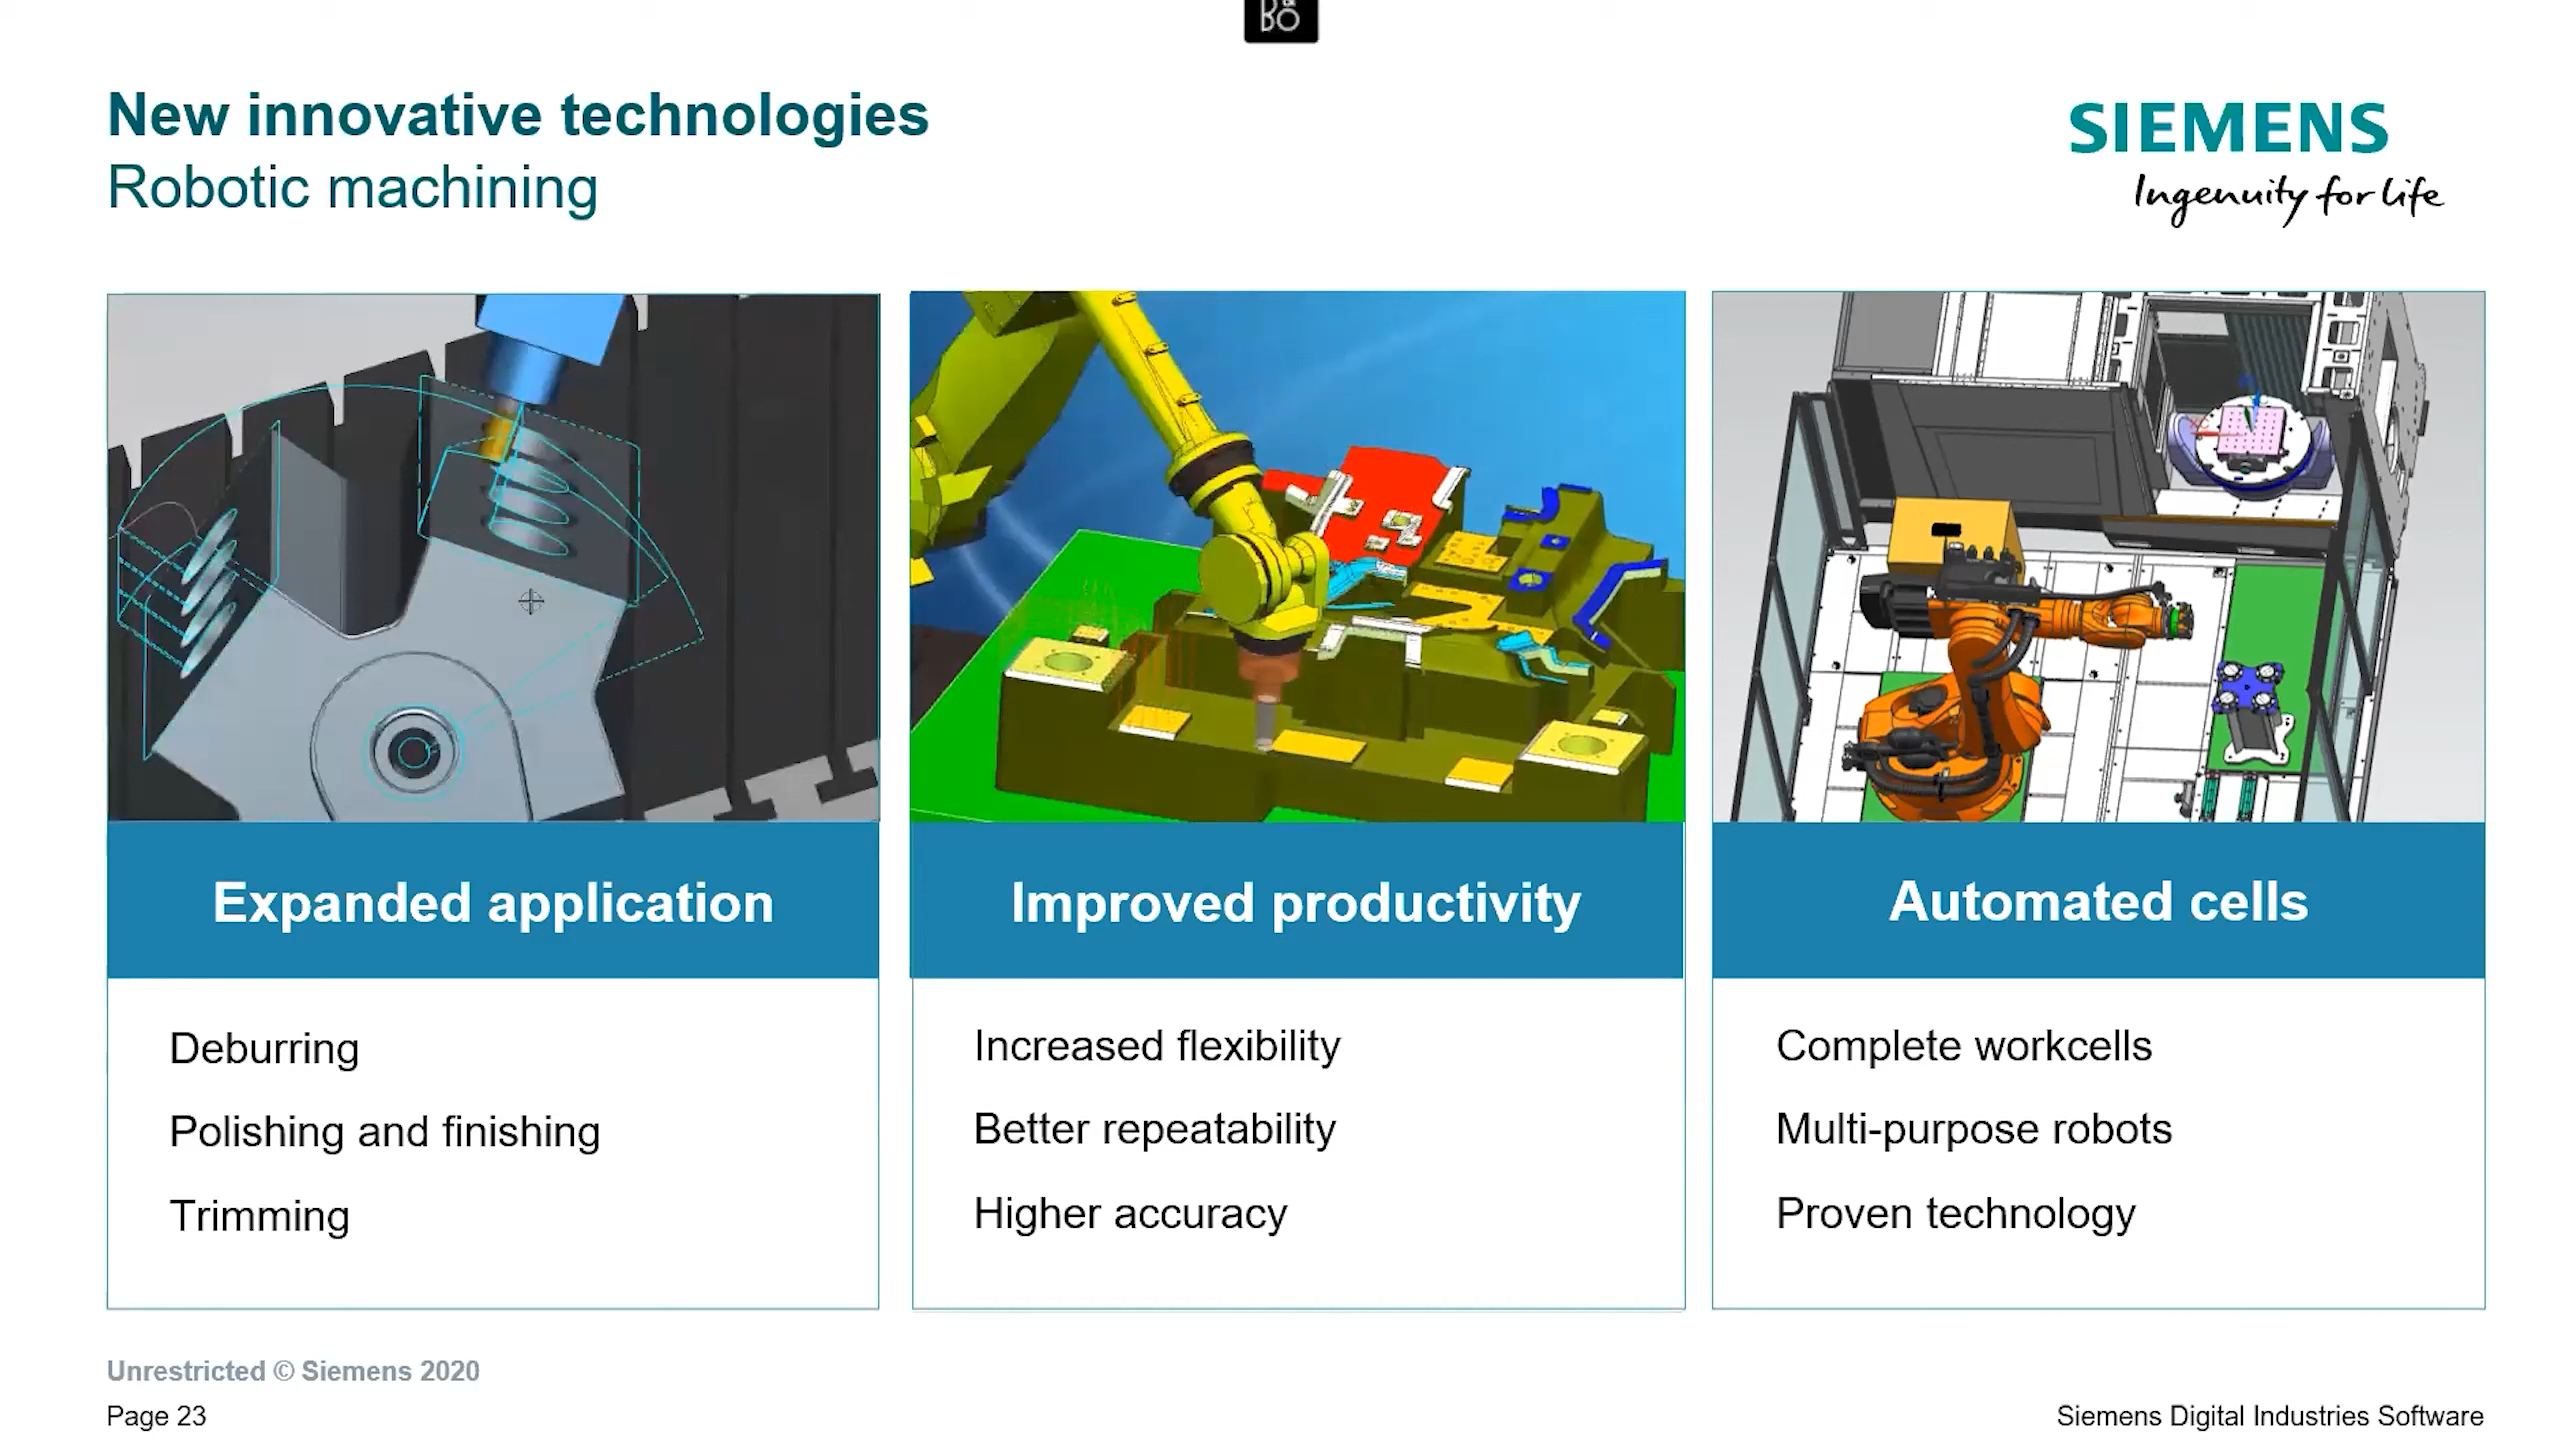 New innovative technologies
Robotic machining
SIEMENS
Ingenuity for life
Expanded application
Deburring
Polishing and finishing
Trimming
Improved productivity
Increased flexibility
Better repeatability
Higher accuracy
Automated cells
Complete workcells
Multi-purpose robots
Proven technology
Unrestricted © Siemens 2020
Page 23
Siemens Digital Industries Software